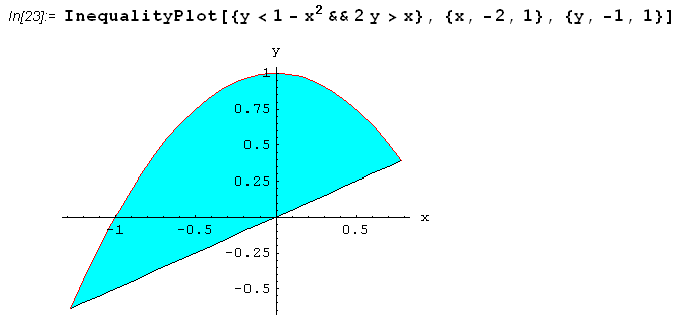 In[23]:= InequalityPlot[{y < 1 - x² && 2 y > x}, {x, -2, 1}, {y, -1, 1}]
y
1
0.75
0.5
0.25
x
-1 -0.5 0.5
-0.25
-0.5